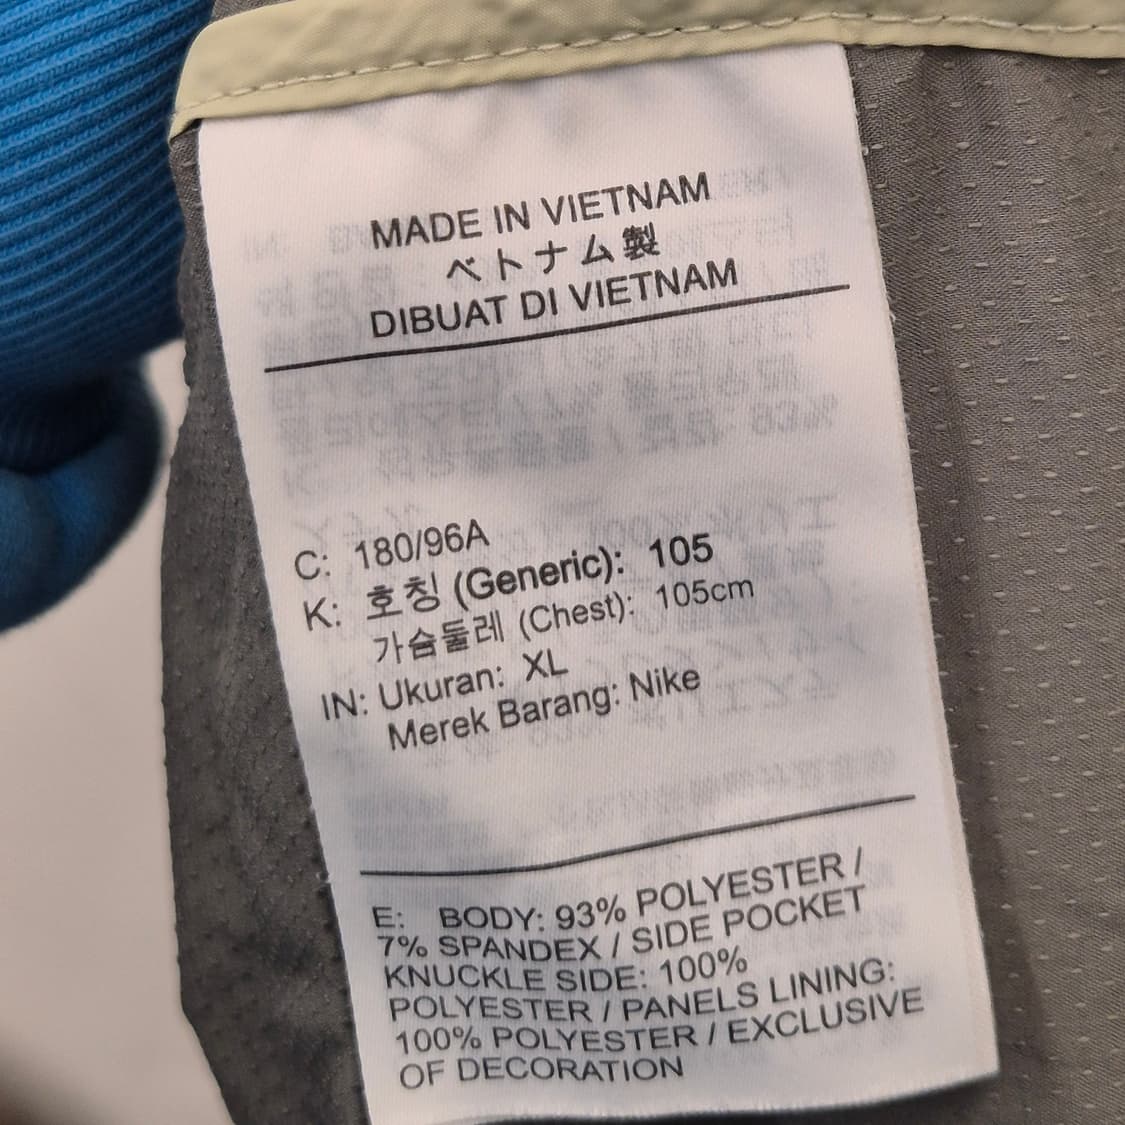 MADE IN VIETNAM
ベトナム製
DIBUAT DI VIETNAM
C: 180/96A
K: 호칭 (Generic): 105
가슴둘레 (Chest): 105cm
IN: Ukuran: XL
Merek Barang: Nike
E: BODY: 93% POLYESTER /
7% SPANDEX / SIDE POCKET
KNUCKLE SIDE: 100%
POLYESTER / PANELS LINING:
100% POLYESTER / EXCLUSIVE
OF DECORATION